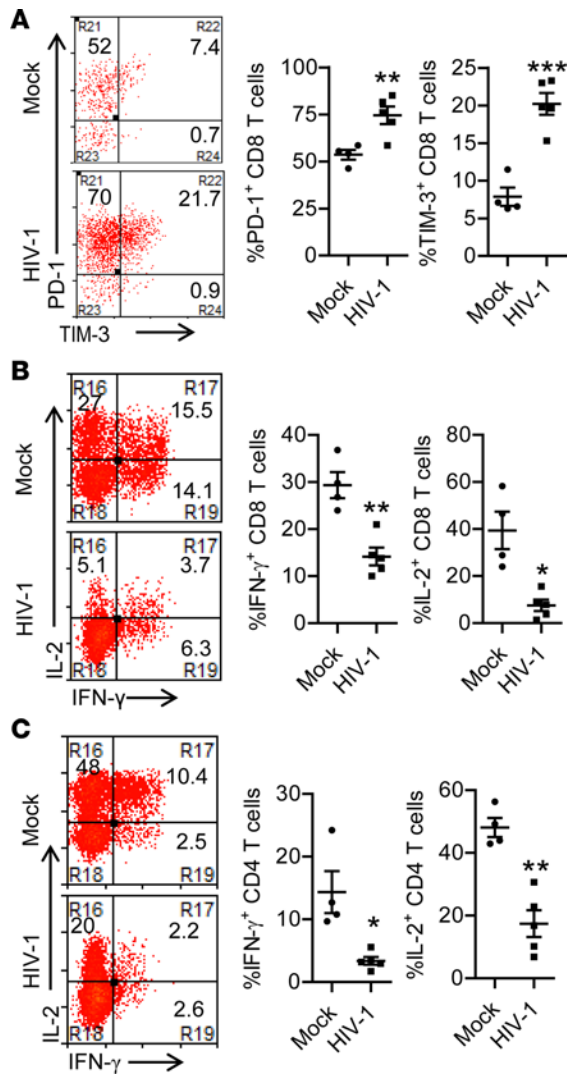 A
R21
R22
52
7.4
0.7
R23
R24
Mock
R21
R22
70
21.7
0.9
R23
R24
HIV-1
PD-1
TIM-3
%PD-1+ CD8 T cells
100
75
50
25
0
**
Mock
HIV-1
%TIM-3+ CD8 T cells
25
20
15
10
5
0
***
Mock
HIV-1
B
R16
R17
27
15.5
14.1
R18
R19
Mock
R16
R17
5.1
3.7
6.3
R18
R19
HIV-1
IL-2
IFN-γ
%IFN-γ+ CD8 T cells
40
30
20
10
0
**
Mock
HIV-1
%IL-2+ CD8 T cells
80
60
40
20
0
*
Mock
HIV-1
C
R16
R17
48
10.4
2.5
R18
R19
Mock
R16
R17
20
2.2
2.6
R18
R19
HIV-1
IL-2
IFN-γ
%IFN-γ+ CD4 T cells
30
20
10
0
*
Mock
HIV-1
%IL-2+ CD4 T cells
60
40
20
0
**
Mock
HIV-1